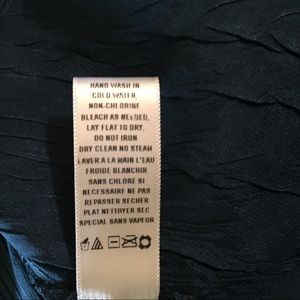 HAND WASH IN
COLD WATER,
NON-CHLORINE
BLEACH AS NEEDED,
LAY FLAT TO DRY,
DO NOT IRON
DRY CLEAN NO STEAM
LAVER A LA MAIN L'EAU
FROIDE BLANCHIR
SANS CHLORE SI
NECESSAIRE NE PAS
REPASSER SECHER
PLAT NETTOYER SEC
SPECIAL SANS VAPEUR